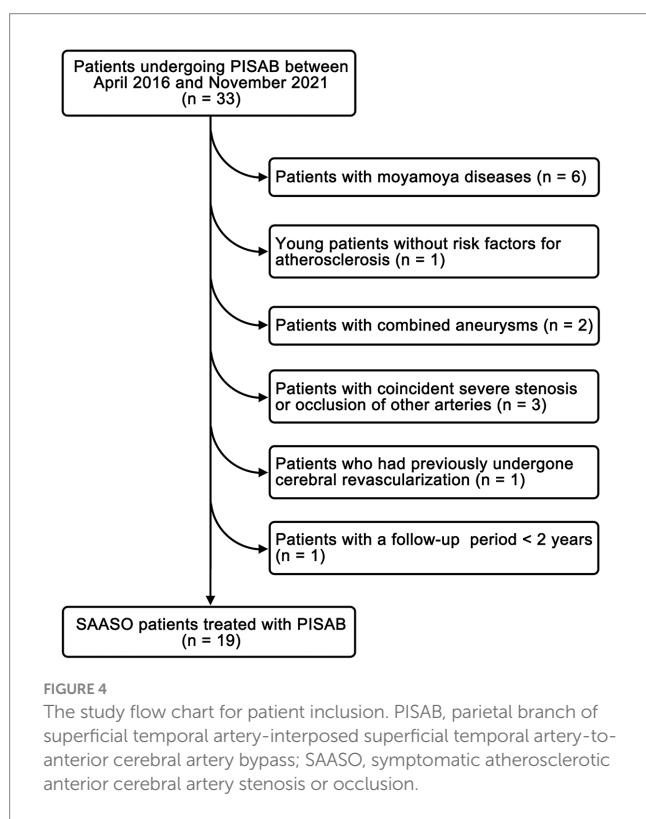 Patients undergoing PISAB between
April 2016 and November 2021
(n = 33)
Patients with moyamoya diseases (n = 6)
Young patients without risk factors for
atherosclerosis (n = 1)
Patients with combined aneurysms (n = 2)
Patients with coincident severe stenosis
or occlusion of other arteries (n = 3)
Patients who had previously undergone
cerebral revascularization (n = 1)
Patients with a follow-up period < 2 years
(n = 1)
SAASO patients treated with PISAB
(n = 19)
FIGURE 4
The study flow chart for patient inclusion. PISAB, parietal branch of
superficial temporal artery-interposed superficial temporal artery-to-
anterior cerebral artery bypass; SAASO, symptomatic atherosclerotic
anterior cerebral artery stenosis or occlusion.